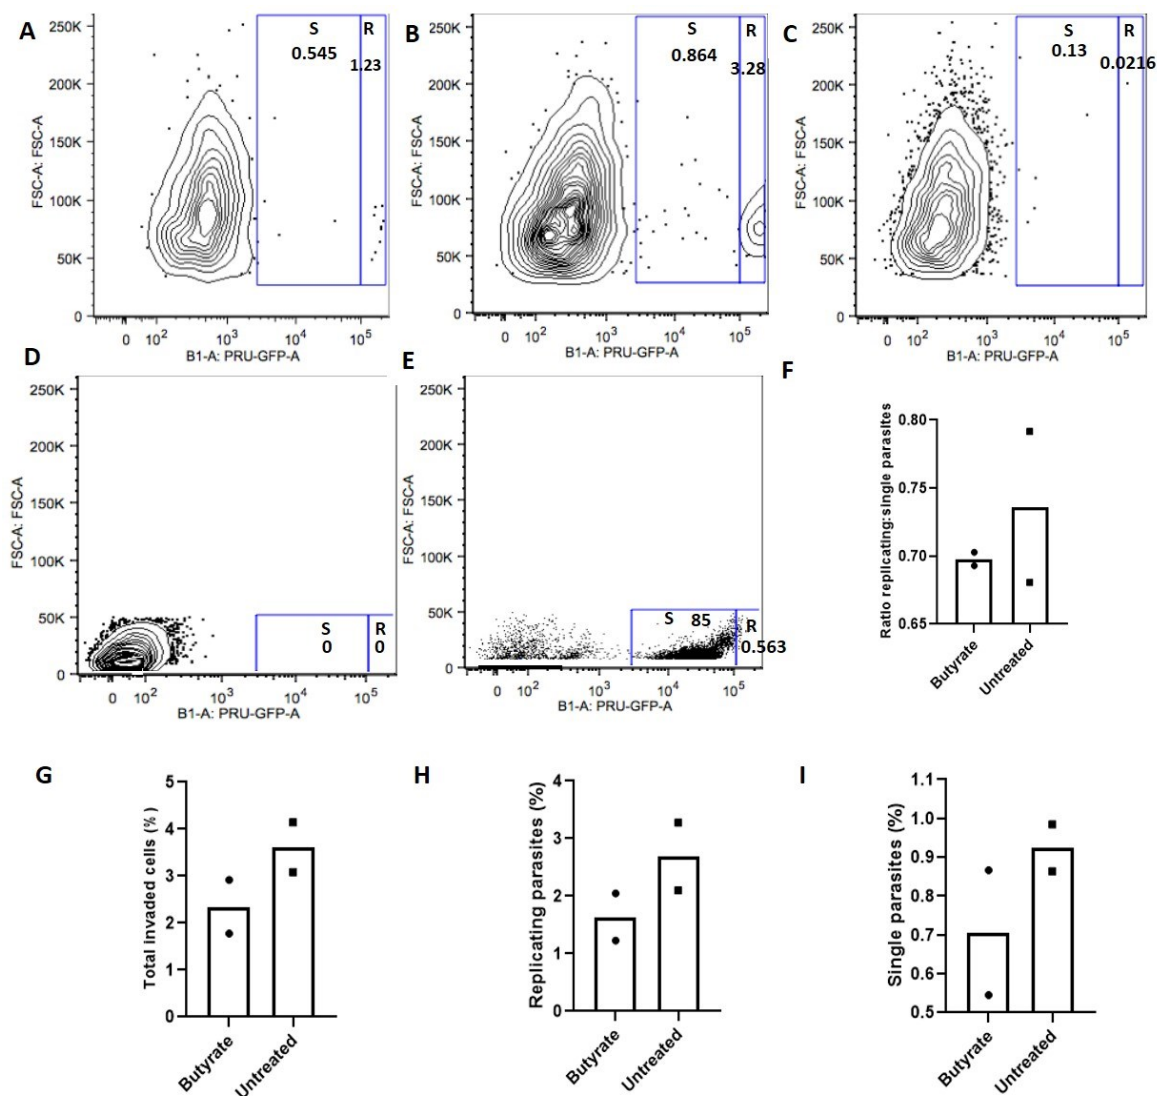 A
250K
200K
150K
100K
50K
0
FSC-A: FSC-A
S
0.545
R
1.23
0 10² 10³ 10⁴ 10⁵
B1-A: PRU-GFP-A
B
250K
200K
150K
100K
50K
0
FSC-A: FSC-A
S
0.864
R
3.28
0 10² 10³ 10⁴ 10⁵
B1-A: PRU-GFP-A
C
250K
200K
150K
100K
50K
0
FSC-A: FSC-A
S
0.13
R
0.0216
0 10² 10³ 10⁴ 10⁵
B1-A: PRU-GFP-A
D
250K
200K
150K
100K
50K
0
FSC-A: FSC-A
S
0
R
0
0 10² 10³ 10⁴ 10⁵
B1-A: PRU-GFP-A
E
250K
200K
150K
100K
50K
0
FSC-A: FSC-A
S 85
R
0.563
0 10² 10³ 10⁴ 10⁵
B1-A: PRU-GFP-A
F
Ratio replicating:single parasites
0.80
0.75
0.70
0.65
Butyrate
Untreated
G
Total invaded cells (%)
5
4
3
2
1
0
Butyrate
Untreated
H
Replicating parasites (%)
4
3
2
1
0
Butyrate
Untreated
I
Single parasites (%)
1.1
1.0
0.9
0.8
0.7
0.6
0.5
Butyrate
Untreated